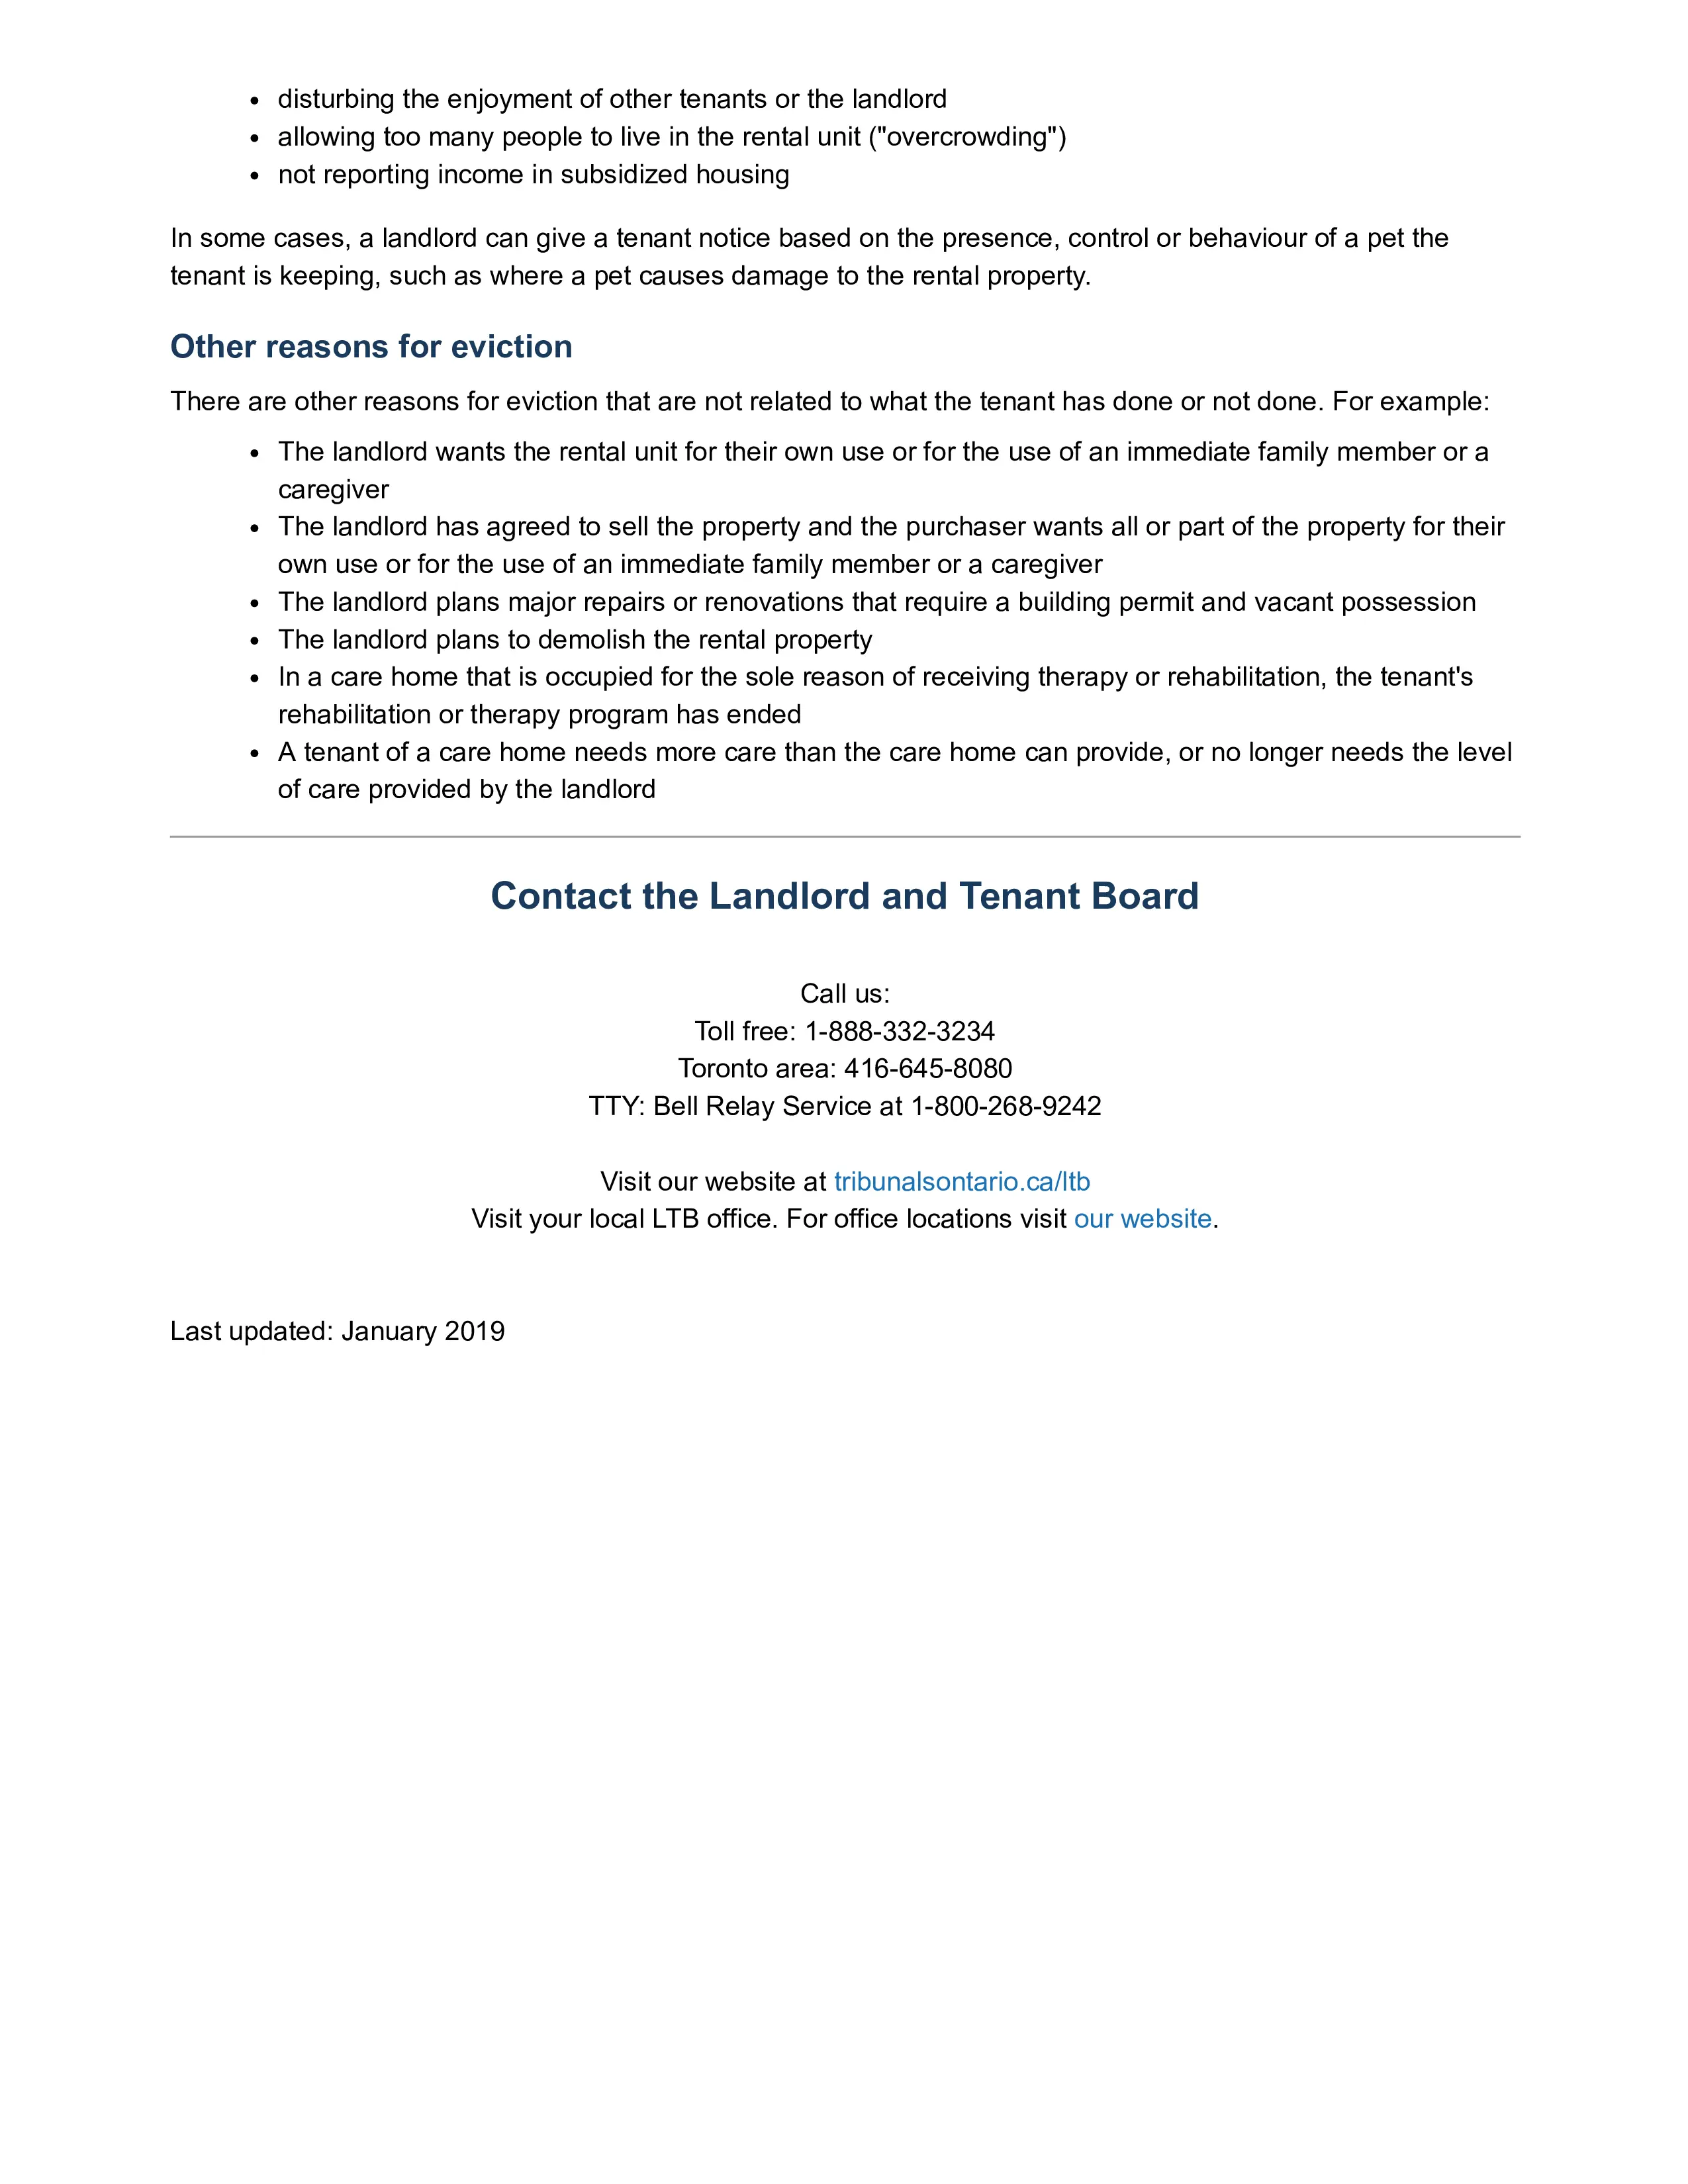 • disturbing the enjoyment of other tenants or the landlord
• allowing too many people to live in the rental unit ("overcrowding")
• not reporting income in subsidized housing
In some cases, a landlord can give a tenant notice based on the presence, control or behaviour of a pet the
tenant is keeping, such as where a pet causes damage to the rental property.
Other reasons for eviction
There are other reasons for eviction that are not related to what the tenant has done or not done. For example:
• The landlord wants the rental unit for their own use or for the use of an immediate family member or a
caregiver
• The landlord has agreed to sell the property and the purchaser wants all or part of the property for their
own use or for the use of an immediate family member or a caregiver
• The landlord plans major repairs or renovations that require a building permit and vacant possession
• The landlord plans to demolish the rental property
• In a care home that is occupied for the sole reason of receiving therapy or rehabilitation, the tenant's
rehabilitation or therapy program has ended
• A tenant of a care home needs more care than the care home can provide, or no longer needs the level
of care provided by the landlord
Contact the Landlord and Tenant Board
Call us:
Toll free: 1-888-332-3234
Toronto area: 416-645-8080
TTY: Bell Relay Service at 1-800-268-9242
Visit our website at tribunalsontario.ca/ltb
Visit your local LTB office. For office locations visit our website.
Last updated: January 2019